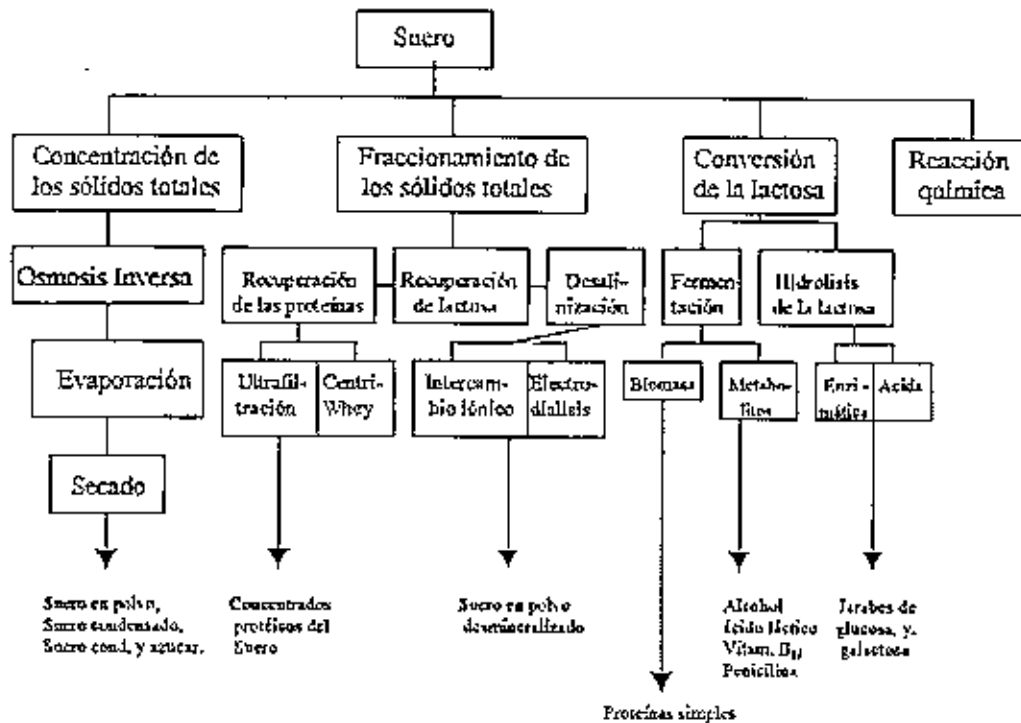 Suero
Concentración de
los sólidos totales
Fraccionamiento de
los sólidos totales
Conversión
de la lactosa
Reacción
química
Osmosis Inversa
Recuperación
de las proteínas
Recuperación
de lactosa
Desali-
nización
Fermen-
tación
Hidrolisis
de la lactosa
Evaporación
Ultrafil-
tración
Centri-
Whey
Intercam-
bio iónico
Electro-
diálisis
Biomasa
Metabo-
litos
Enzi-
mática
Acida
Secado
Suero en polvo,
Suero condensado,
Suero cond. y azucar.
Concentrados
protéicos del
Suero
Suero en polvo
desmineralizado
Alcohol
ácido láctico
Vitam.
Penicilina
Jarabes de
glucosa, y
galactosa
Proteínas simples